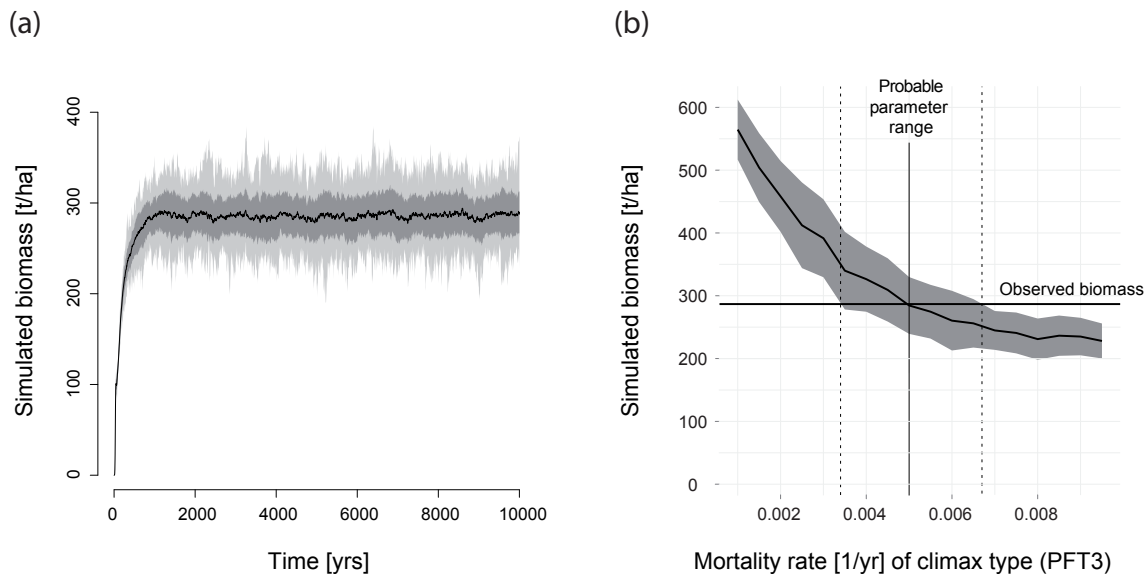 (a)
Simulated biomass [t/ha]
400
300
200
100
0
0 2000 4000 6000 8000 10000
Time [yrs]
(b)
Simulated biomass [t/ha]
600
500
400
300
200
100
0
Probable
parameter
range
Observed biomass
0.002 0.004 0.006 0.008
Mortality rate [1/yr] of climax type (PFT3)